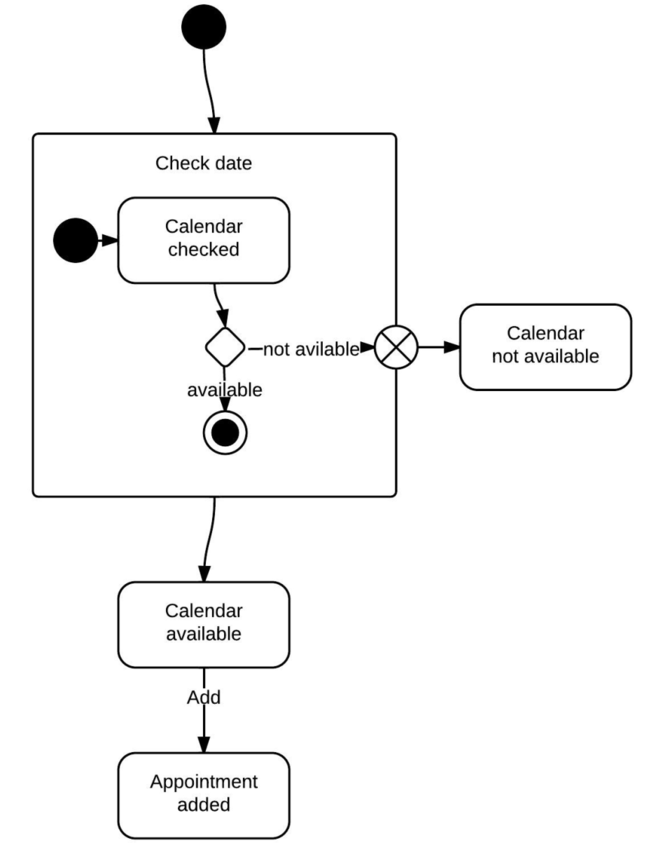 Check date
Calendar
checked
not avilable
Calendar
not available
available
Calendar
available
Add
Appointment
added